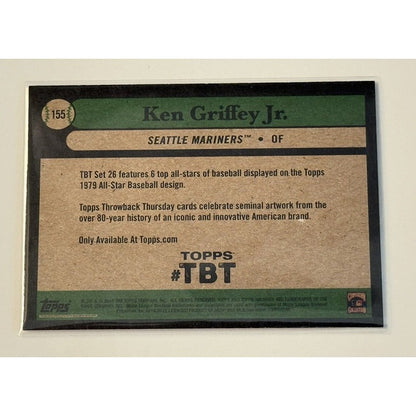 155
Ken Griffey Jr.
SEATTLE MARINERS™ • OF
TBT Set 26 features 6 top all-stars of baseball displayed on the Topps
1979 All-Star Baseball design.
Topps Throwback Thursday cards celebrate seminal artwork from the
over 80-year history of an iconic and innovative American brand.
Only Available At Topps.com
TOPPS
#TBT
Topps